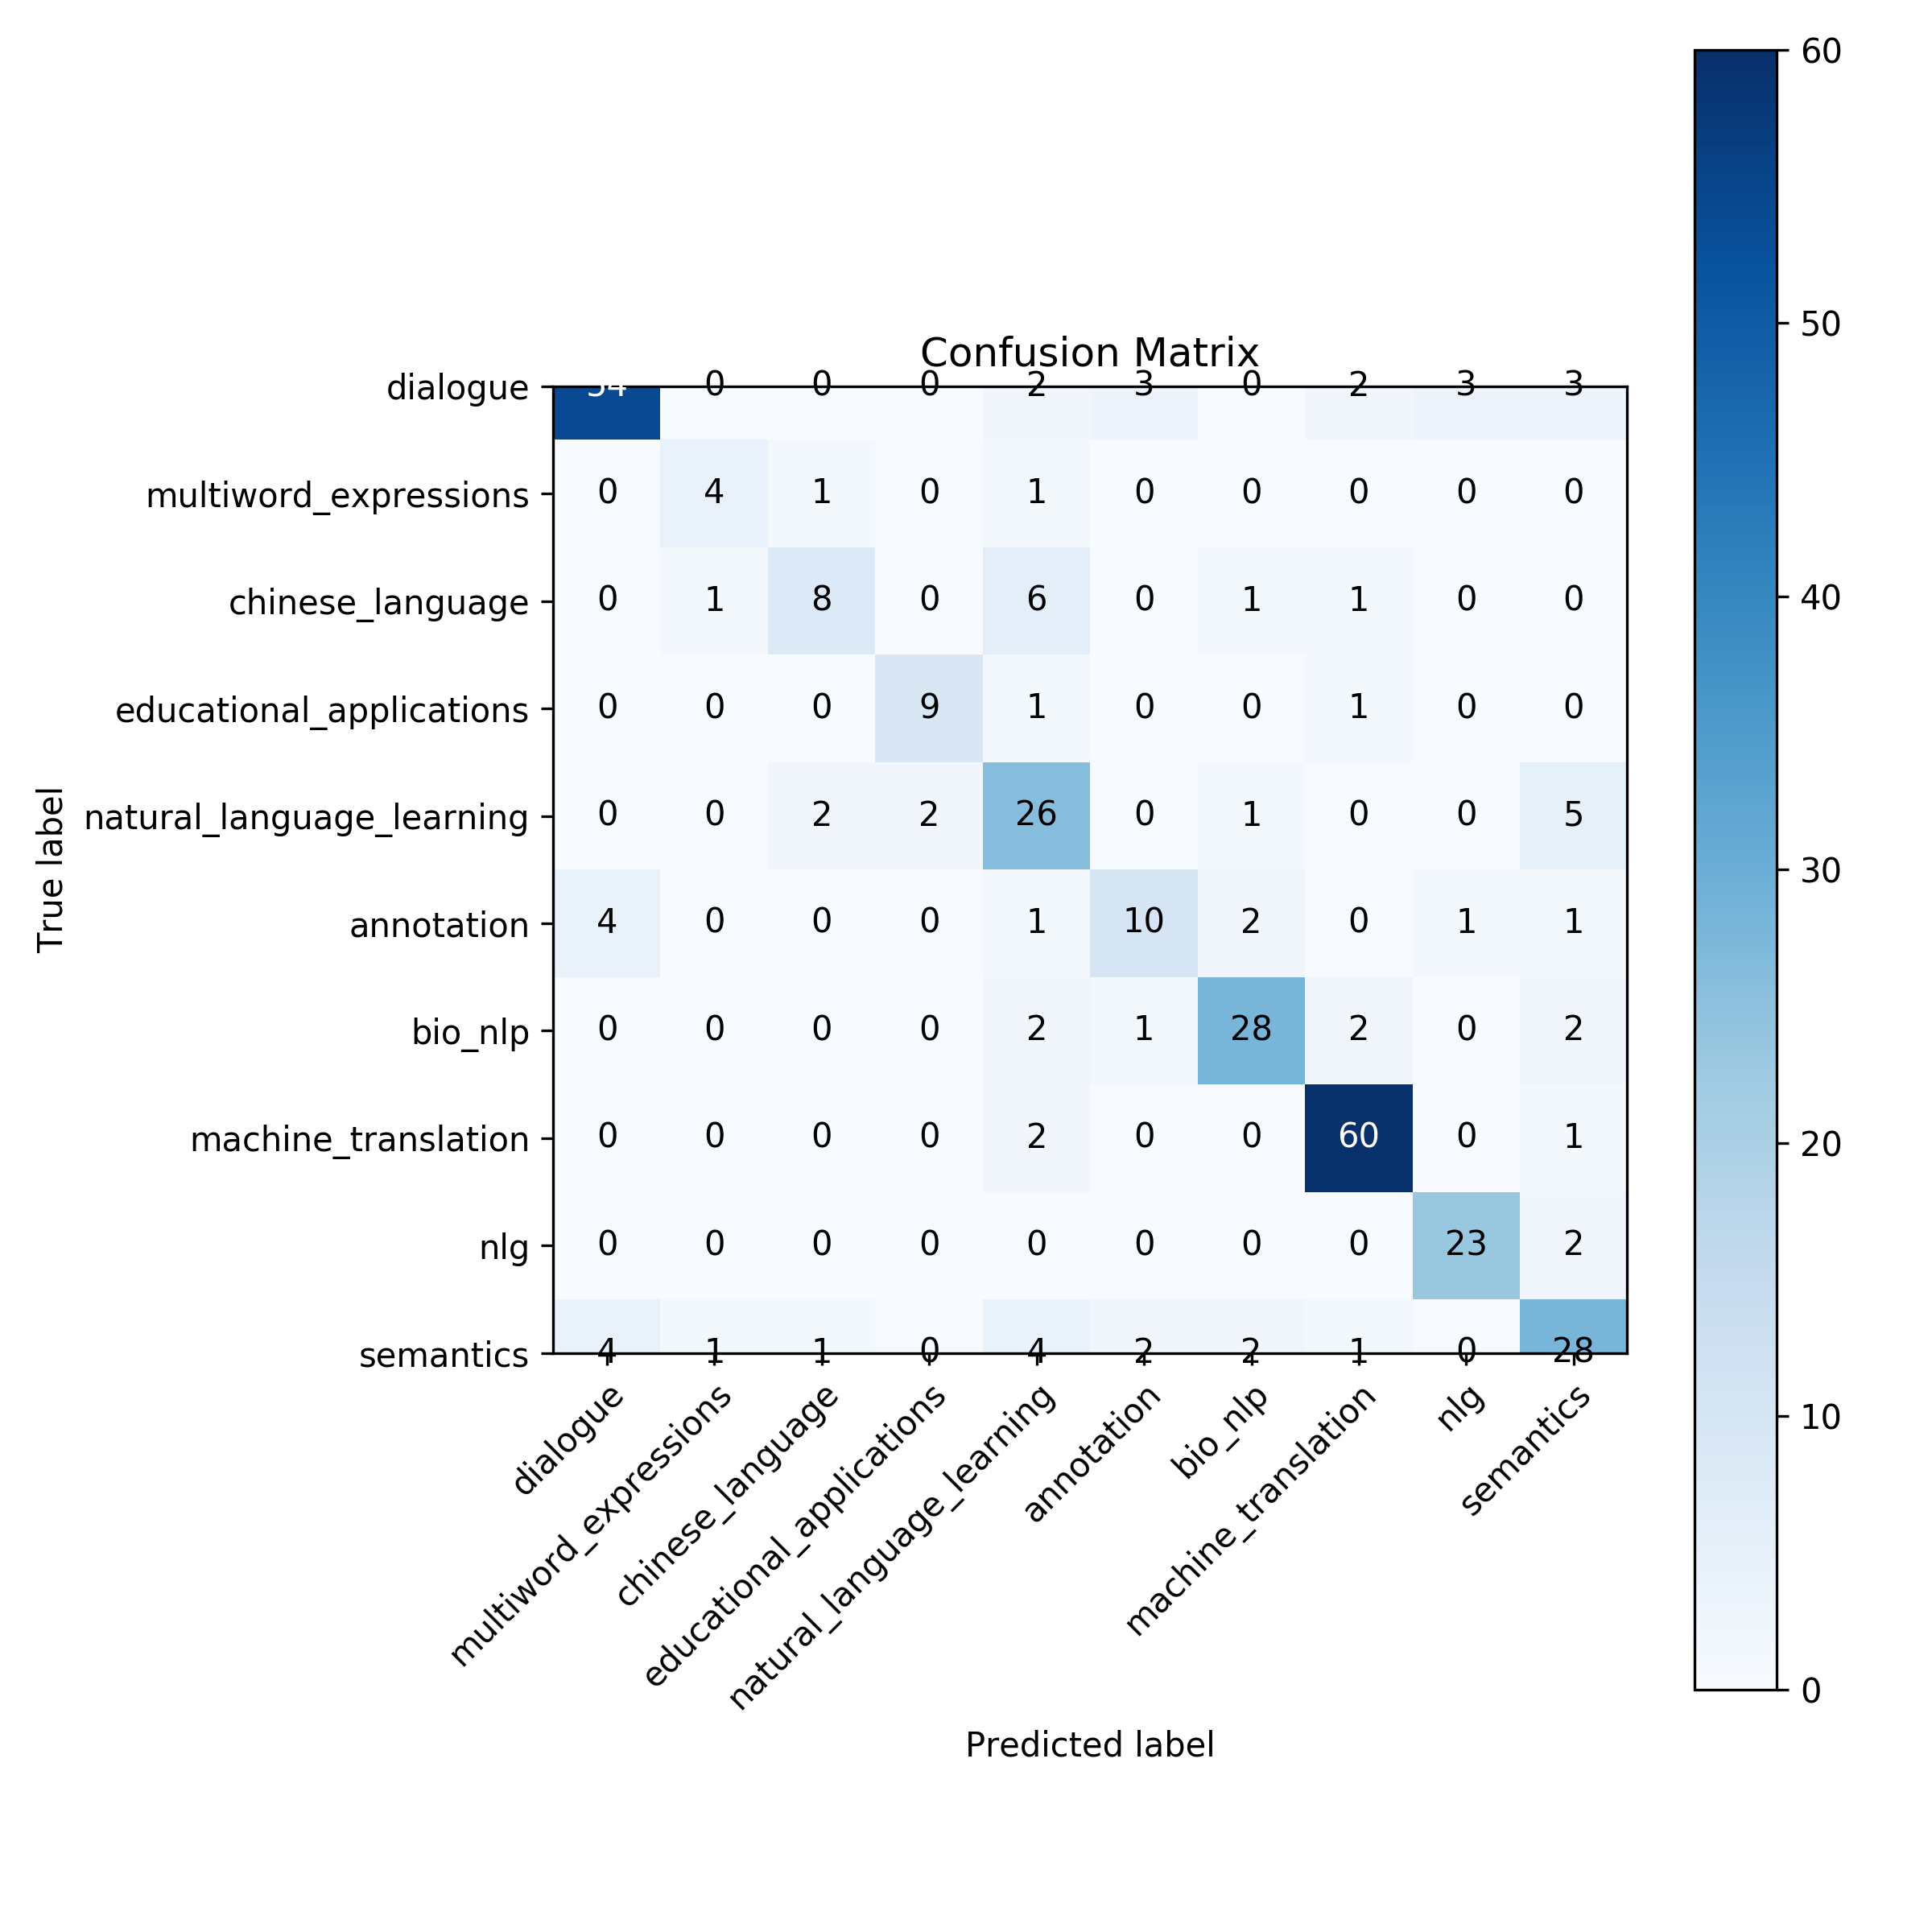 Confusion Matrix
dialogue 54 0 0 0 2 3 0 2 3 3
multiword_expressions 0 4 1 0 1 0 0 0 0 0
chinese_language 0 1 8 0 6 0 1 1 0 0
educational_applications 0 0 0 9 1 0 0 1 0 0
natural_language_learning 0 0 2 2 26 0 1 0 0 5
annotation 4 0 0 0 1 10 2 0 1 1
bio_nlp 0 0 0 0 2 1 28 2 0 2
machine_translation 0 0 0 0 2 0 0 60 0 1
nlg 0 0 0 0 0 0 0 0 23 2
semantics 4 1 1 0 4 2 2 1 0 28
True label
dialogue
multiword_expressions
chinese_language
educational_applications
natural_language_learning
annotation
bio_nlp
machine_translation
nlg
semantics
Predicted label
60
50
40
30
20
10
0